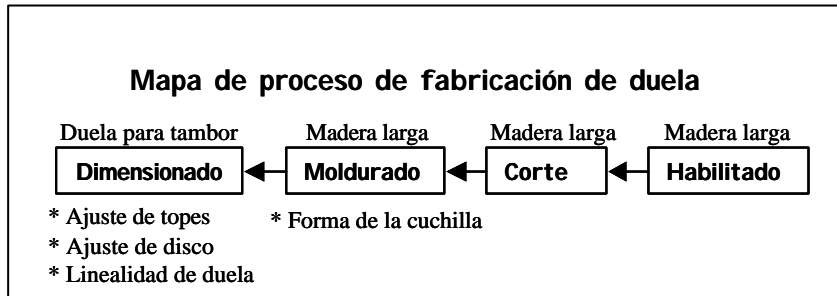 Mapa de proceso de fabricación de duela
Duela para tambor Madera larga Madera larga Madera larga
Dimensionado Moldurado Corte Habilitado
* Ajuste de topes * Forma de la cuchilla
* Ajuste de disco
* Linealidad de duela